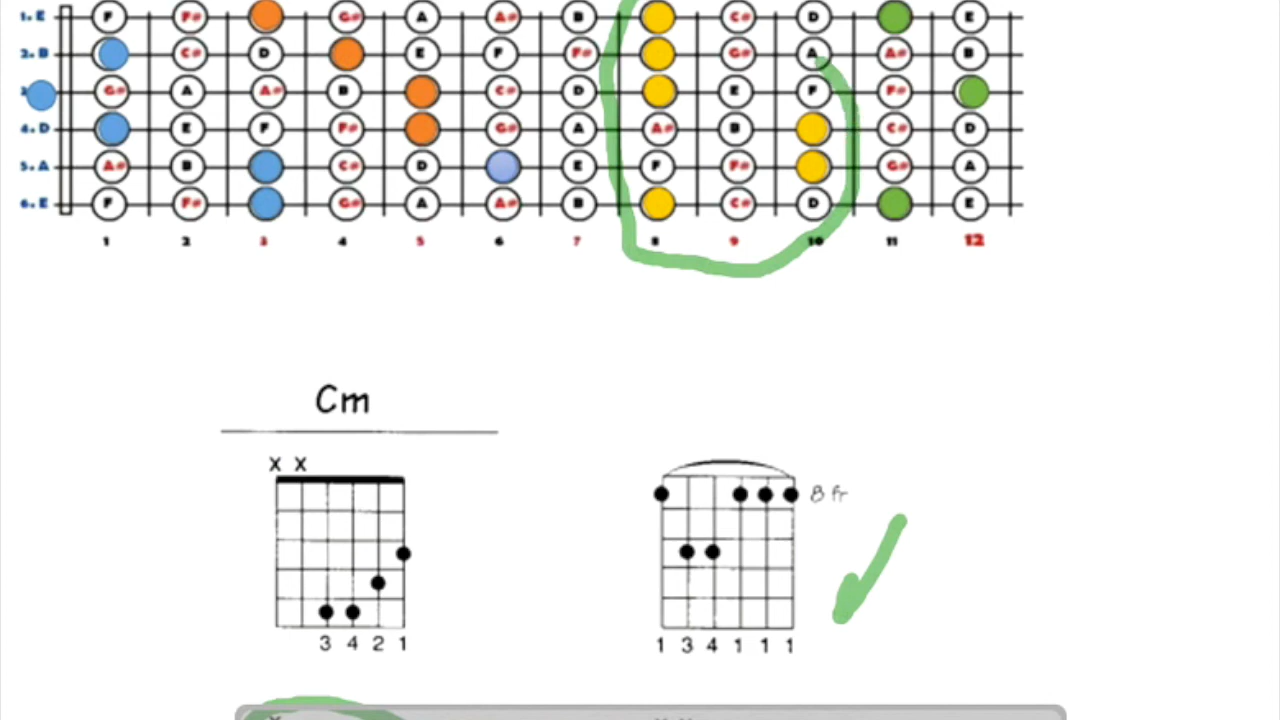 1. E F F# G# A A# B C# D E
2. B C# D E F F# G# A A# B
G# A A# B C# D E F F#
4. D E F F# G# A A# B C# D
5. A A# B C# D E F F# G# A
6. E F F# G# A A# B C# D E
1 2 3 4 5 6 7 8 9 10 11 12
Cm
X X
8 fr
3 4 2 1
1 3 4 1 1 1